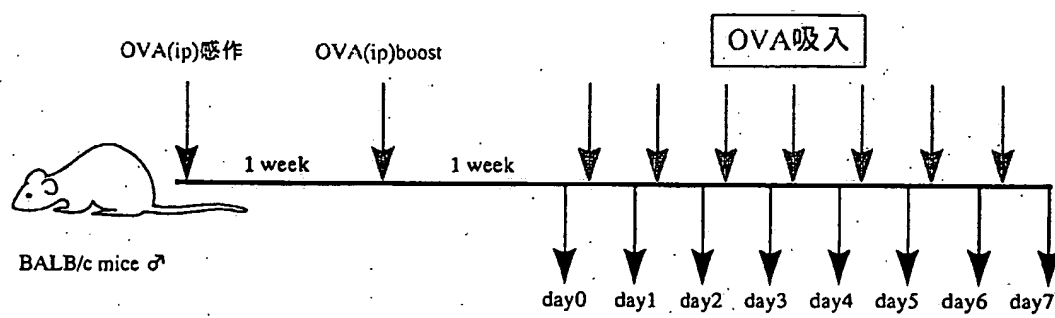 OVA(ip)感作
OVA(ip)boost
OVA吸入
1 week
1 week
BALB/c mice ♂
day0
day1
day2
day3
day4
day5
day6
day7